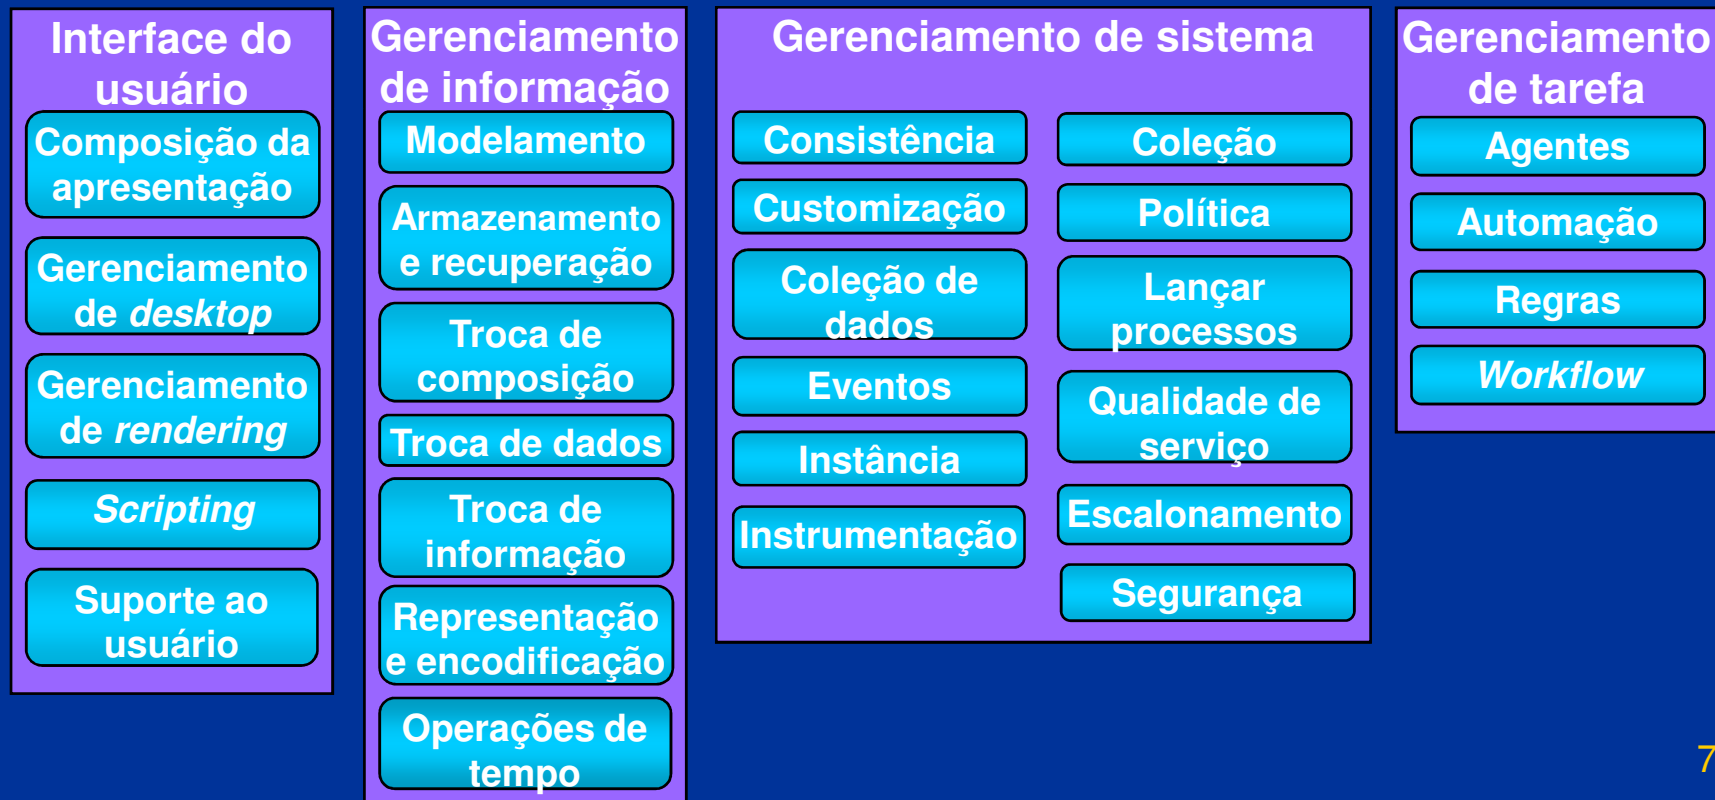 Interface do
usuário
Composição da
apresentação
Gerenciamento
de desktop
Gerenciamento
de rendering
Scripting
Suporte ao
usuário
Gerenciamento
de informação
Modelamento
Armazenamento
e recuperação
Troca de
composição
Troca de dados
Troca de
informação
Representação
e encodificação
Operações de
tempo
Gerenciamento de sistema
Consistência
Customização
Coleção de
dados
Eventos
Instância
Instrumentação
Coleção
Política
Lançar
processos
Qualidade de
serviço
Escalonamento
Segurança
Gerenciamento
de tarefa
Agentes
Automação
Regras
Workflow
7